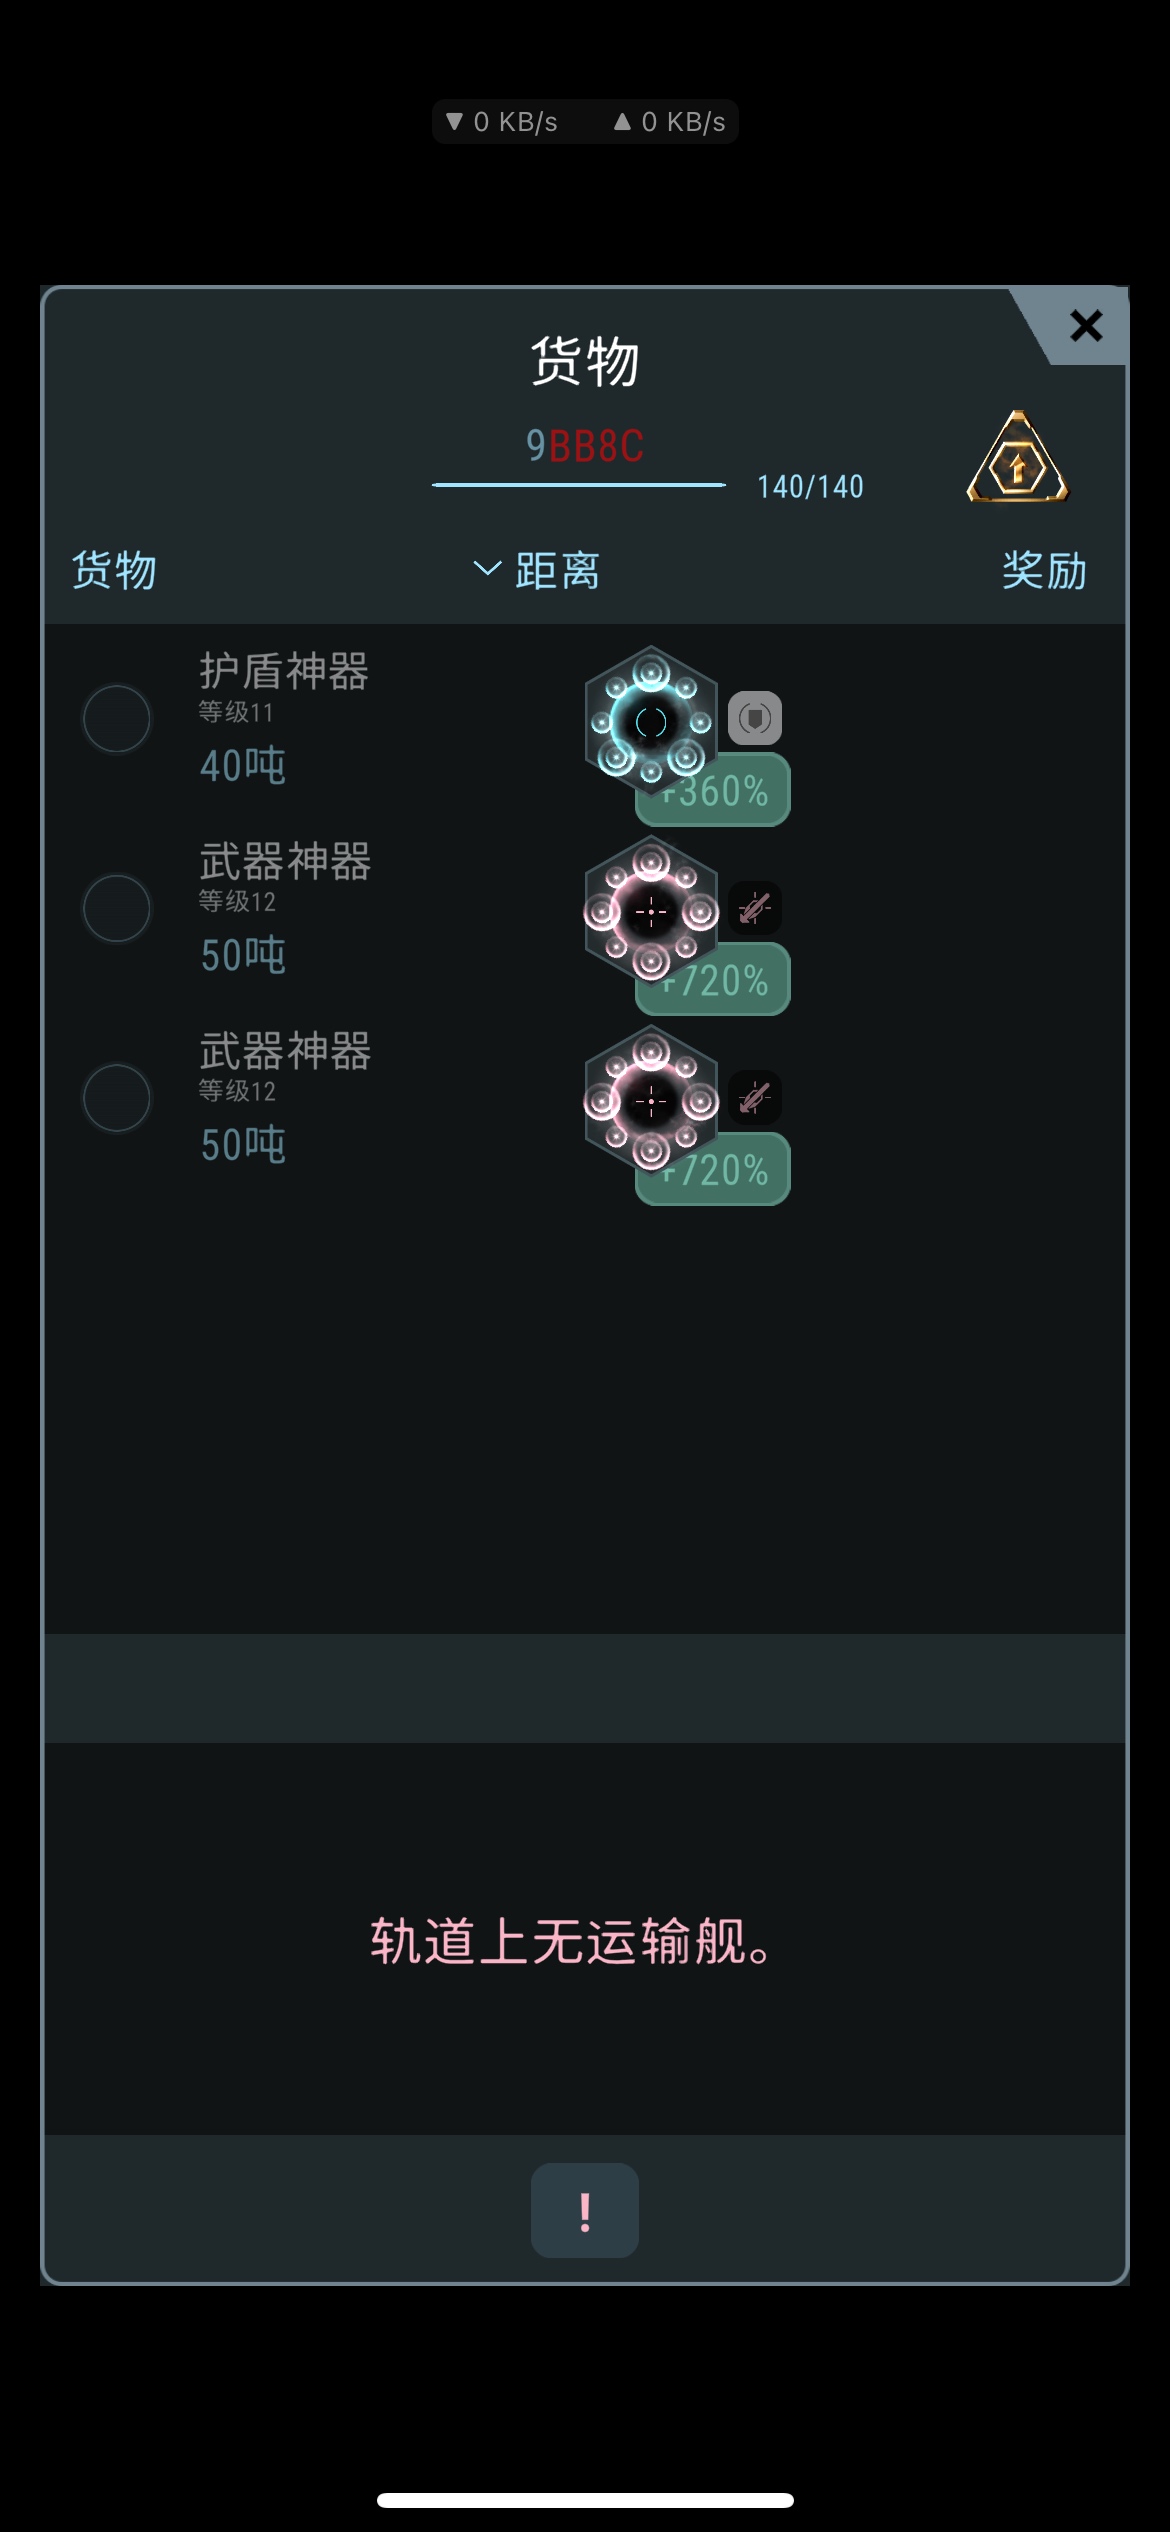 ▼ 0 KB/s ▲ 0 KB/s
货物
9BB8C
140/140
货物 距离 奖励
护盾神器
等级11
40吨
+360%
武器神器
等级12
50吨
+720%
武器神器
等级12
50吨
+720%
轨道上无运输舰。
!